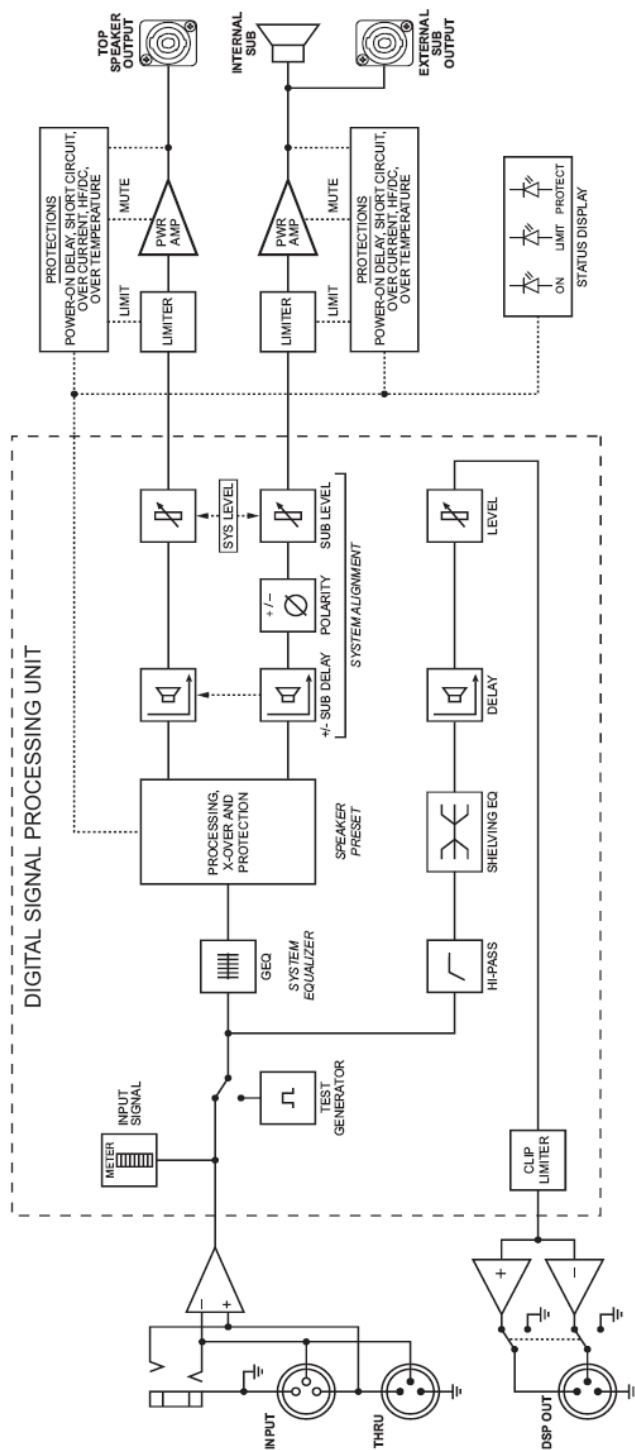 DIGITAL SIGNAL PROCESSING UNIT
INPUT
THRU
DSP OUT
−
+
+
−
METER
INPUT
SIGNAL
TEST
GENERATOR
GEQ
SYSTEM
EQUALIZER
PROCESSING,
X-OVER AND
PROTECTION
SPEAKER
PRESET
+/- SUB DELAY
+/−
POLARITY
SYS LEVEL
SUB LEVEL
SYSTEM ALIGNMENT
HI-PASS
SHELVING EQ
DELAY
LEVEL
CLIP
LIMITER
PROTECTIONS
POWER-ON DELAY, SHORT CIRCUIT,
OVER CURRENT, HF/DC,
OVER TEMPERATURE
LIMIT
MUTE
LIMITER
PWR
AMP
TOP
SPEAKER
OUTPUT
LIMITER
PWR
AMP
INTERNAL
SUB
LIMIT
MUTE
PROTECTIONS
POWER-ON DELAY, SHORT CIRCUIT,
OVER CURRENT, HF/DC,
OVER TEMPERATURE
EXTERNAL
SUB
OUTPUT
ON
LIMIT
PROTECT
STATUS DISPLAY